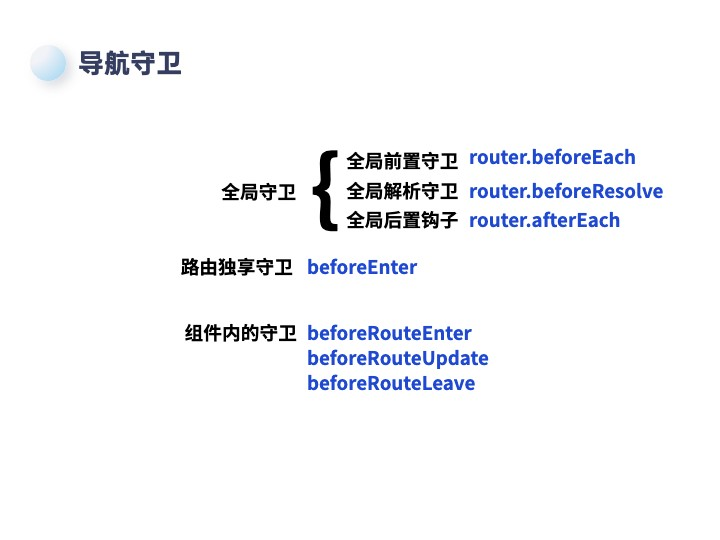 导航守卫
全局守卫 { 全局前置守卫 router.beforeEach
全局解析守卫 router.beforeResolve
全局后置钩子 router.afterEach
路由独享守卫 beforeEnter
组件内的守卫 beforeRouteEnter
beforeRouteUpdate
beforeRouteLeave